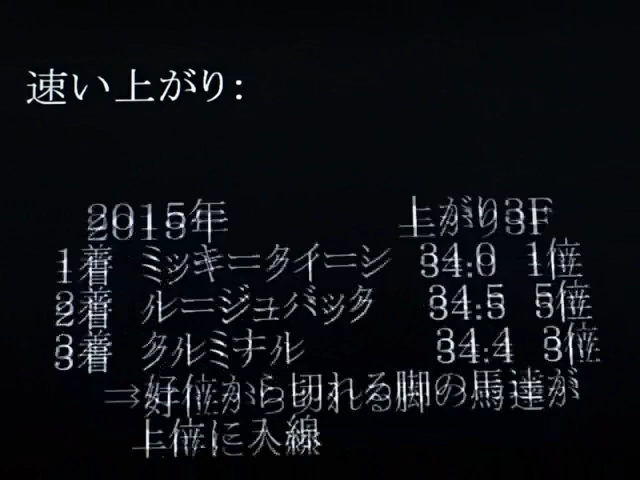 速い上がり:
2015年 上がり3F
1着 ミッキークイーン 34.0 1位
2着 ルージュバック 34.5 5位
3着 クルミナル 34.4 3位
⇒好位から切れる脚の馬達が
上位に入線